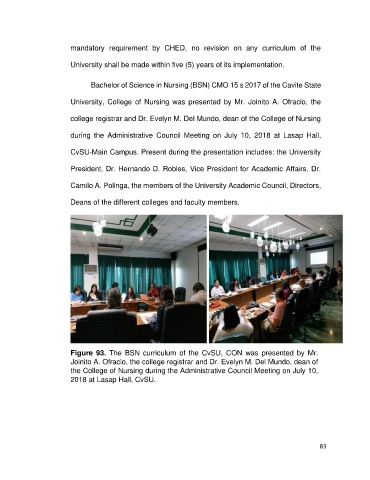 mandatory requirement by CHED, no revision on any curriculum of the
University shall be made within five (5) years of its implementation.
Bachelor of Science in Nursing (BSN) CMO 15 s 2017 of the Cavite State
University, College of Nursing was presented by Mr. Joinito A. Ofracio, the
college registrar and Dr. Evelyn M. Del Mundo, dean of the College of Nursing
during the Administrative Council Meeting on July 10, 2018 at Lasap Hall,
CvSU-Main Campus. Present during the presentation includes: the University
President, Dr. Hernando D. Robles, Vice President for Academic Affairs, Dr.
Camilo A. Polinga, the members of the University Academic Council, Directors,
Deans of the different colleges and faculty members.
Figure 93. The BSN curriculum of the CvSU, CON was presented by Mr.
Joinito A. Ofracio, the college registrar and Dr. Evelyn M. Del Mundo, dean of
the College of Nursing during the Administrative Council Meeting on July 10,
2018 at Lasap Hall, CvSU.
83